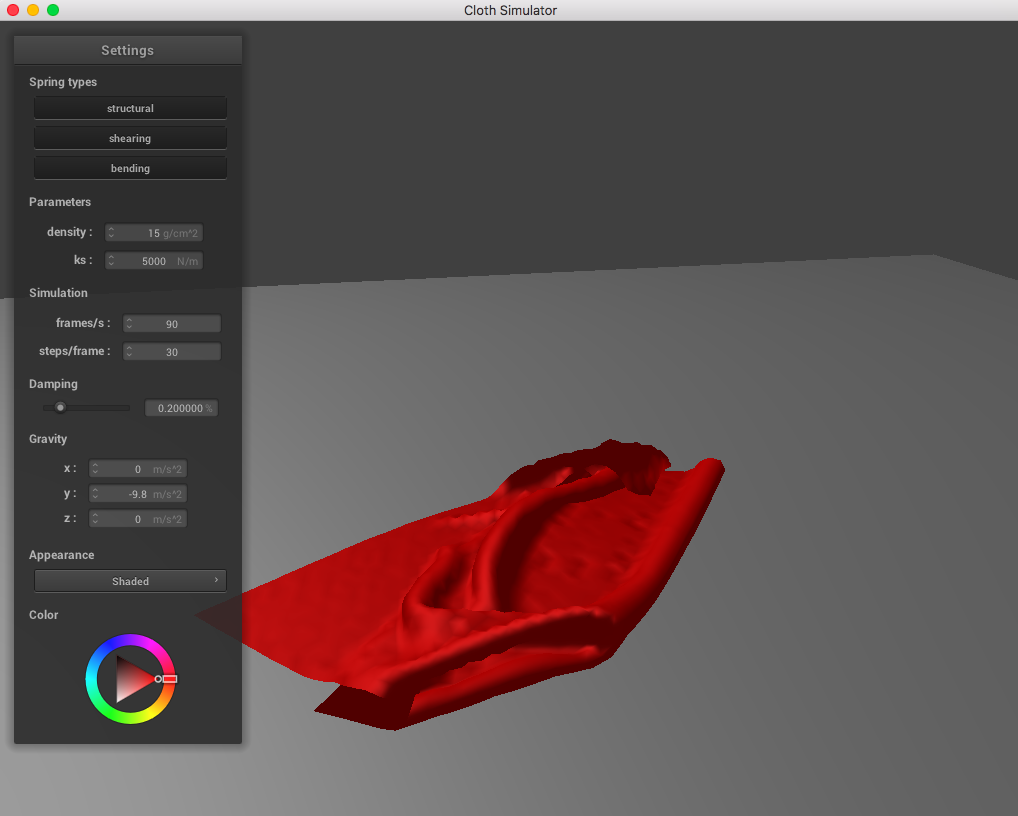 Cloth Simulator
Settings
Spring types
structural
shearing
bending
Parameters
density : 15 g/cm^2
ks : 5000 N/m
Simulation
frames/s : 90
steps/frame : 30
Damping
0.200000 %
Gravity
x : 0 m/s^2
y : -9.8 m/s^2
z : 0 m/s^2
Appearance
Shaded
Color